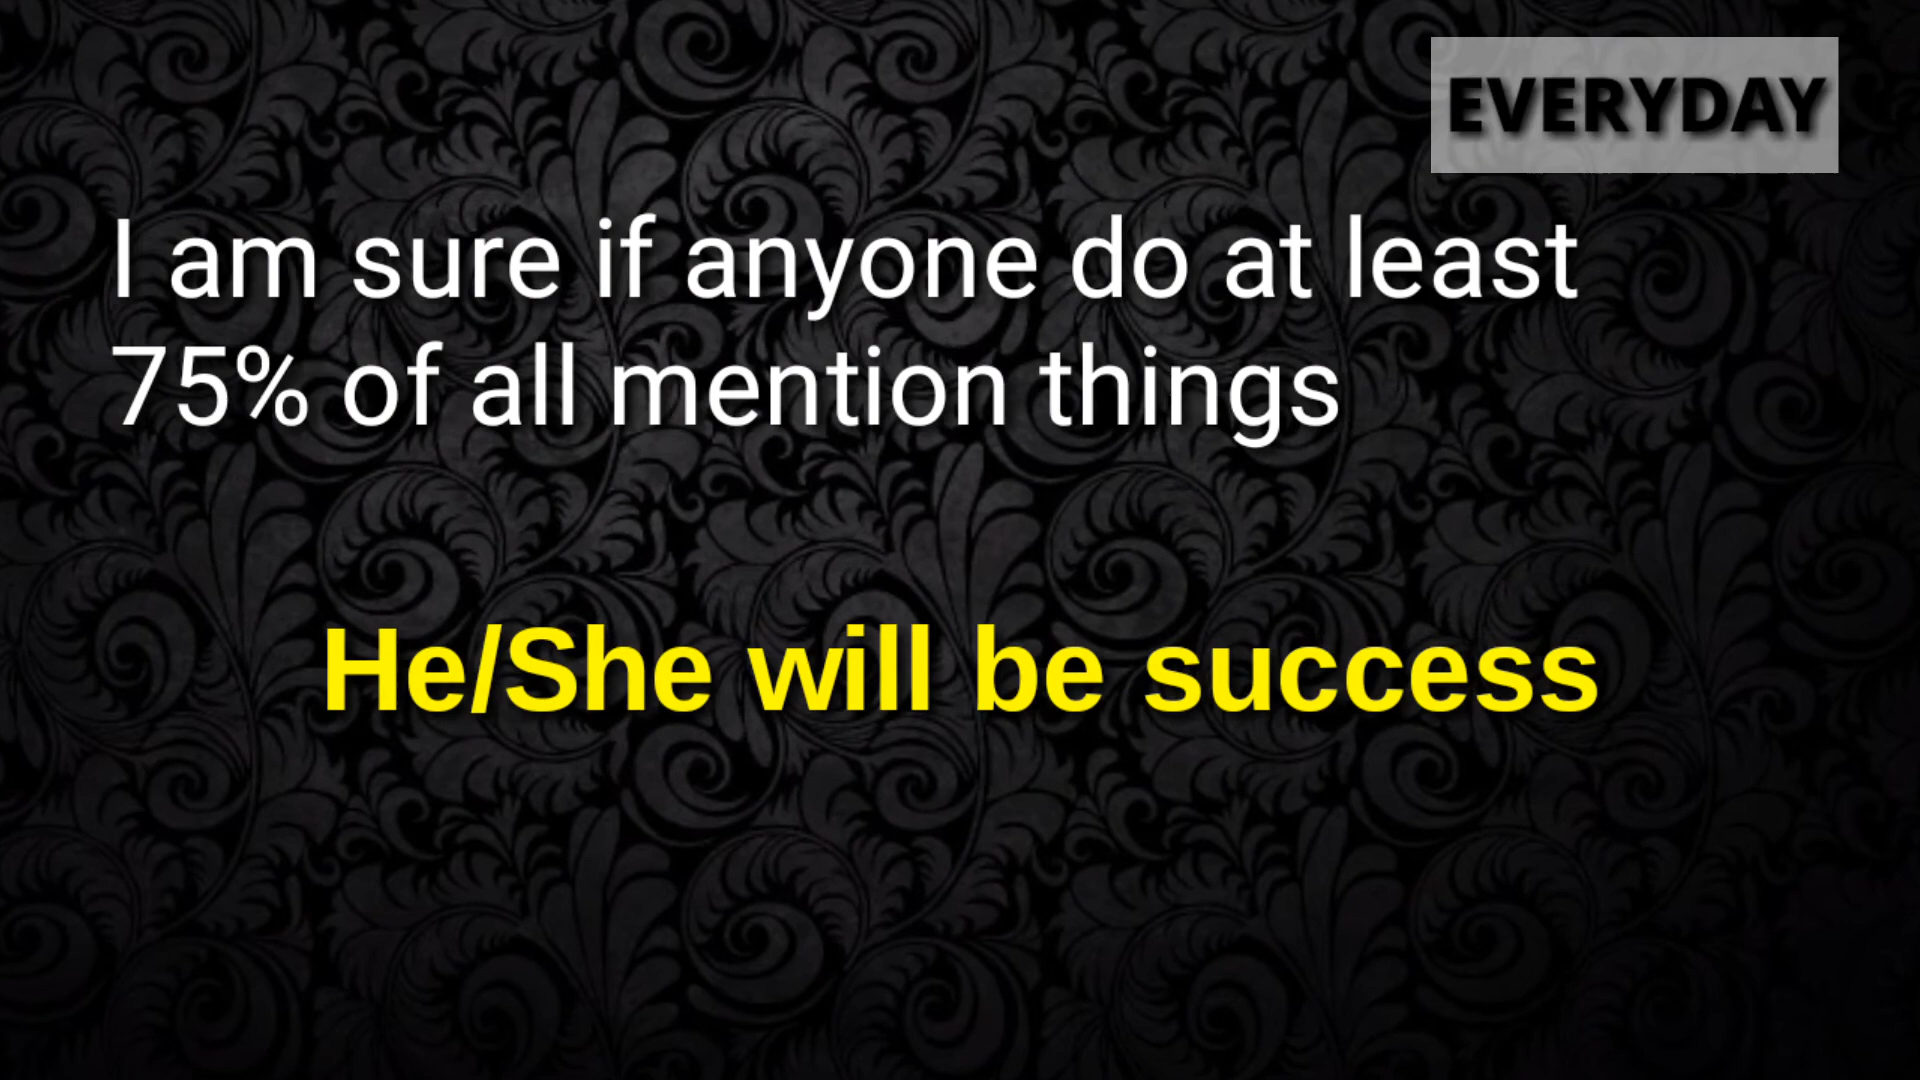 EVERYDAY
I am sure if anyone do at least
75% of all mention things
He/She will be success